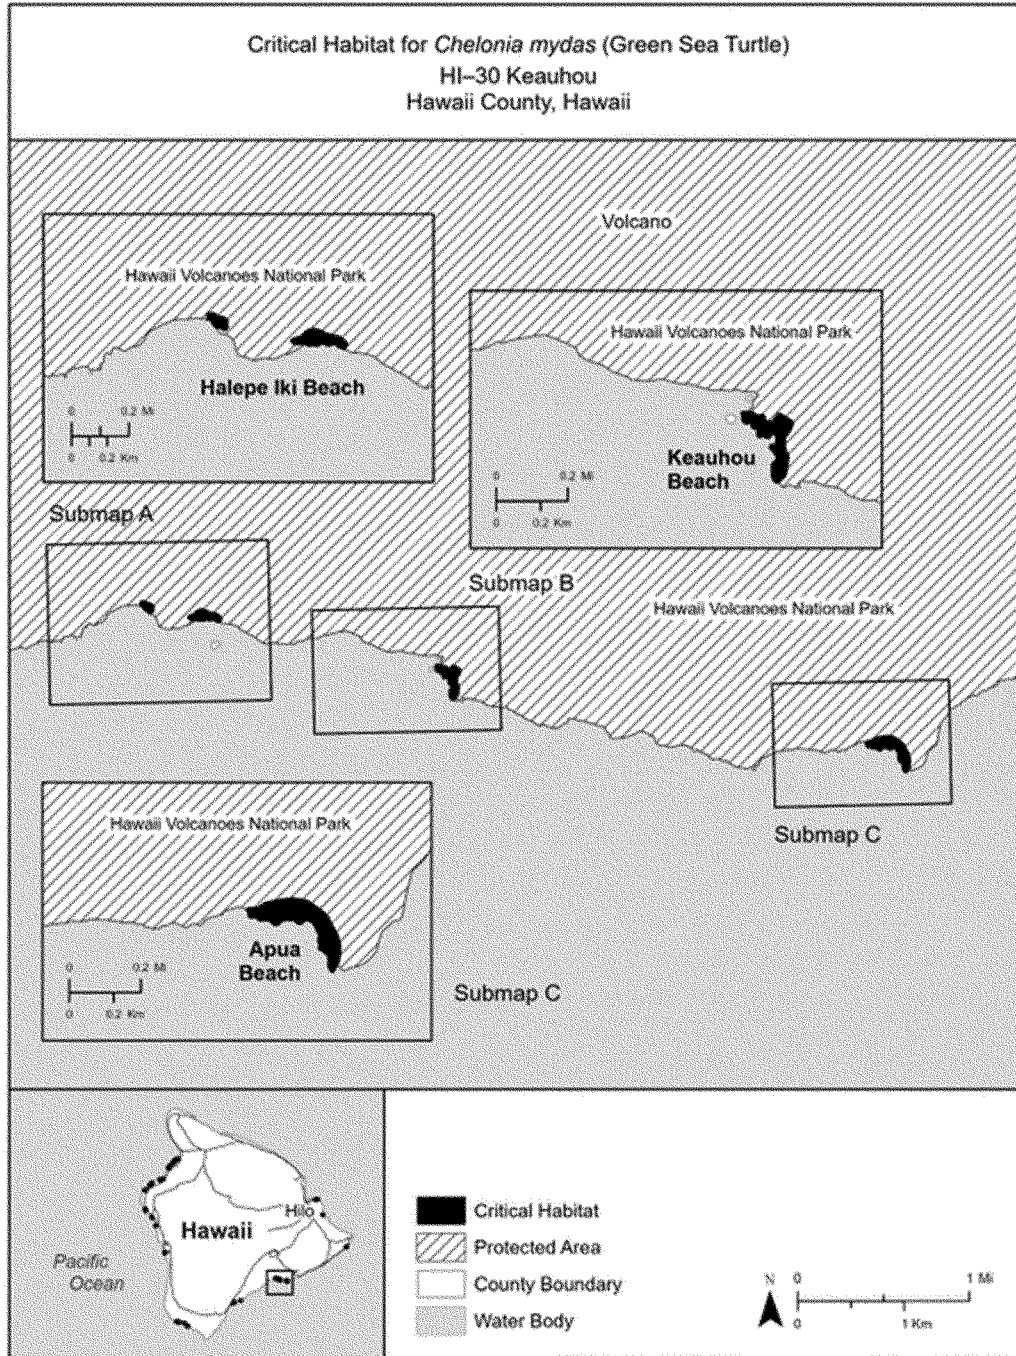 Critical Habitat for Chelonia mydas (Green Sea Turtle)
HI–30 Keauhou
Hawaii County, Hawaii
Volcano
Hawaii Volcanoes National Park
Halepe Iki Beach
0 0.2 Mi
0 0.2 Km
Submap A
Hawaii Volcanoes National Park
Keauhou
Beach
0 0.2 Mi
0 0.2 Km
Submap B
Hawaii Volcanoes National Park
Submap C
Hawaii Volcanoes National Park
Apua
Beach
0 0.2 Mi
0 0.2 Km
Submap C
Hilo
Hawaii
Pacific
Ocean
Critical Habitat
Protected Area
County Boundary
Water Body
N
0 1 Mi
0 1 Km